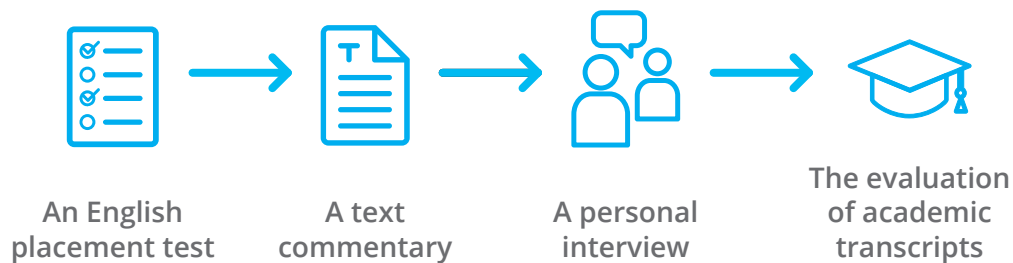 An English
placement test
A text
commentary
A personal
interview
The evaluation
of academic
transcripts